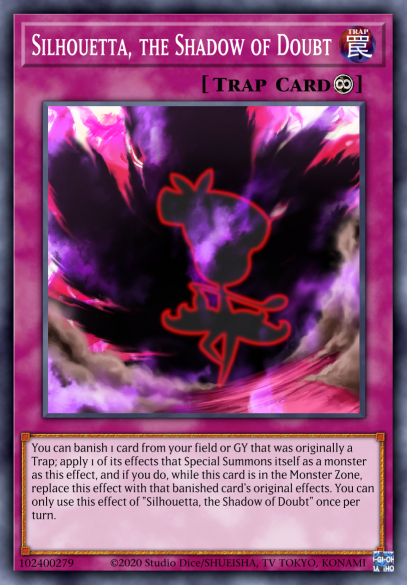 Silhouetta, the Shadow of Doubt
TRAP
罠
[Trap Card]
You can banish 1 card from your field or GY that was originally a
Trap; apply 1 of its effects that Special Summons itself as a monster
as this effect, and if you do, while this card is in the Monster Zone,
replace this effect with that banished card's original effects. You can
only use this effect of "Silhouetta, the Shadow of Doubt" once per
turn.
102400279 ©2020 Studio Dice/SHUEISHA, TV TOKYO, KONAMI